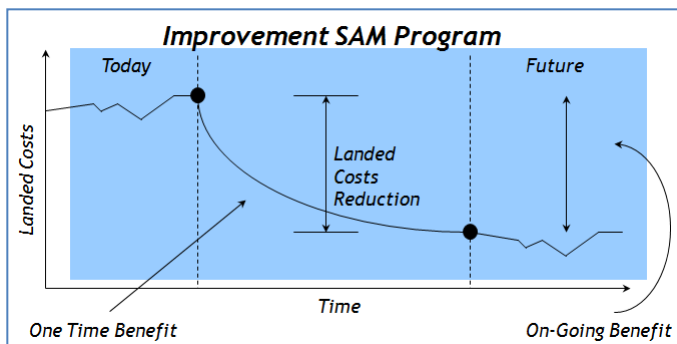 Improvement SAM Program
Today
Future
Landed Costs
Landed
Costs
Reduction
Time
One Time Benefit
On-Going Benefit